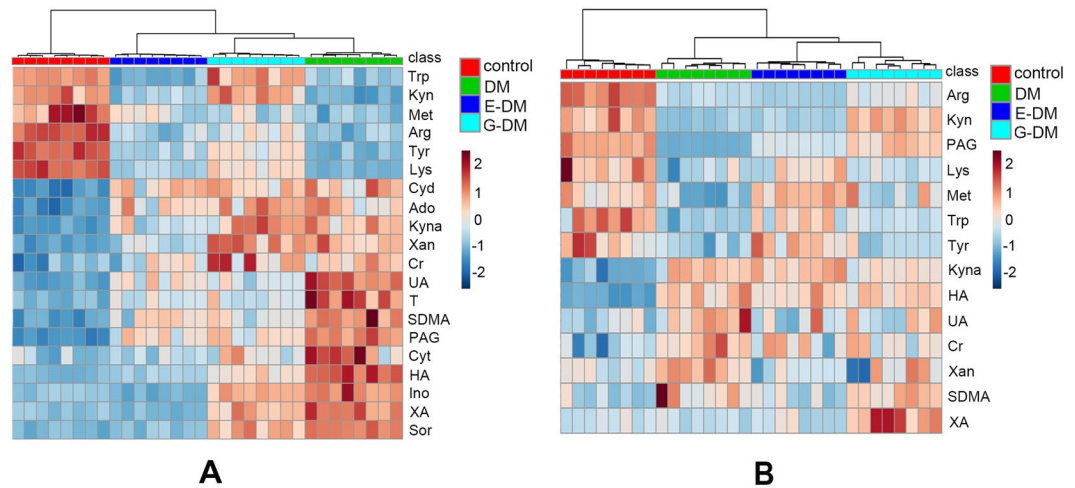 class
control
DM
E-DM
G-DM
Trp
Kyn
Met
Arg
Tyr
Lys
Cyd
Ado
Kyna
Xan
Cr
UA
T
SDMA
PAG
Cyt
HA
Ino
XA
Sor
2
1
0
-1
-2
A
class
control
DM
E-DM
G-DM
Arg
Kyn
PAG
Lys
Met
Trp
Tyr
Kyna
HA
UA
Cr
Xan
SDMA
XA
2
1
0
-1
-2
B